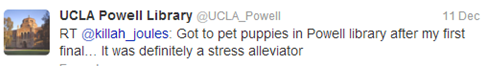 UCLA Powell Library @UCLA_Powell 11 Dec
RT @killah_joules: Got to pet puppies in Powell library after my first
final... It was definitely a stress alleviator